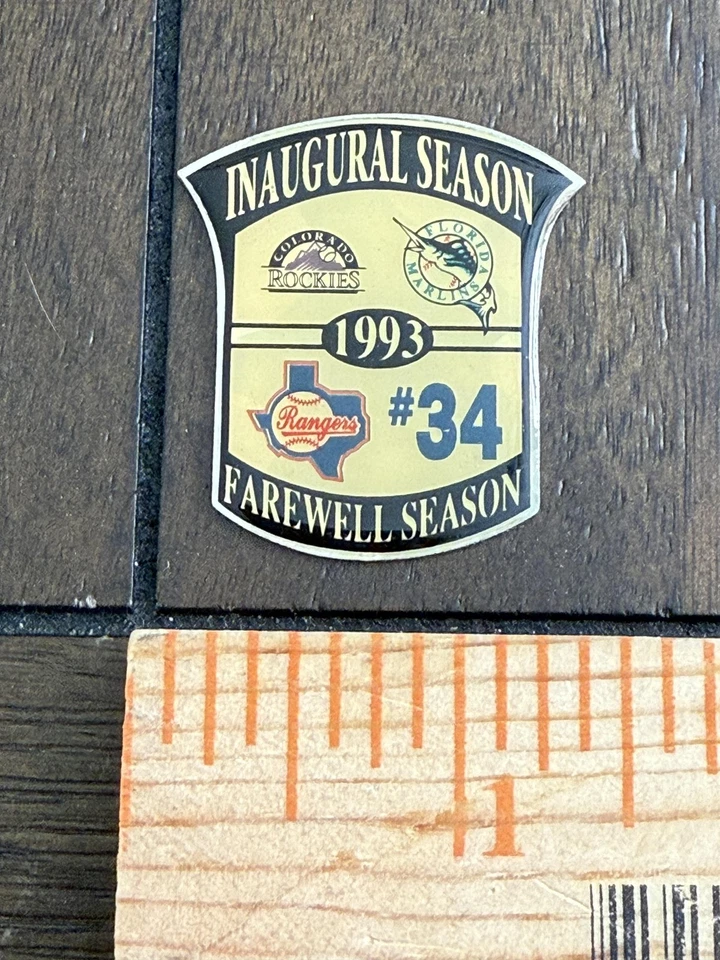 INAUGURAL SEASON
COLORADO
ROCKIES
FLORIDA
MARLINS
1993
Rangers
#34
FAREWELL SEASON
1